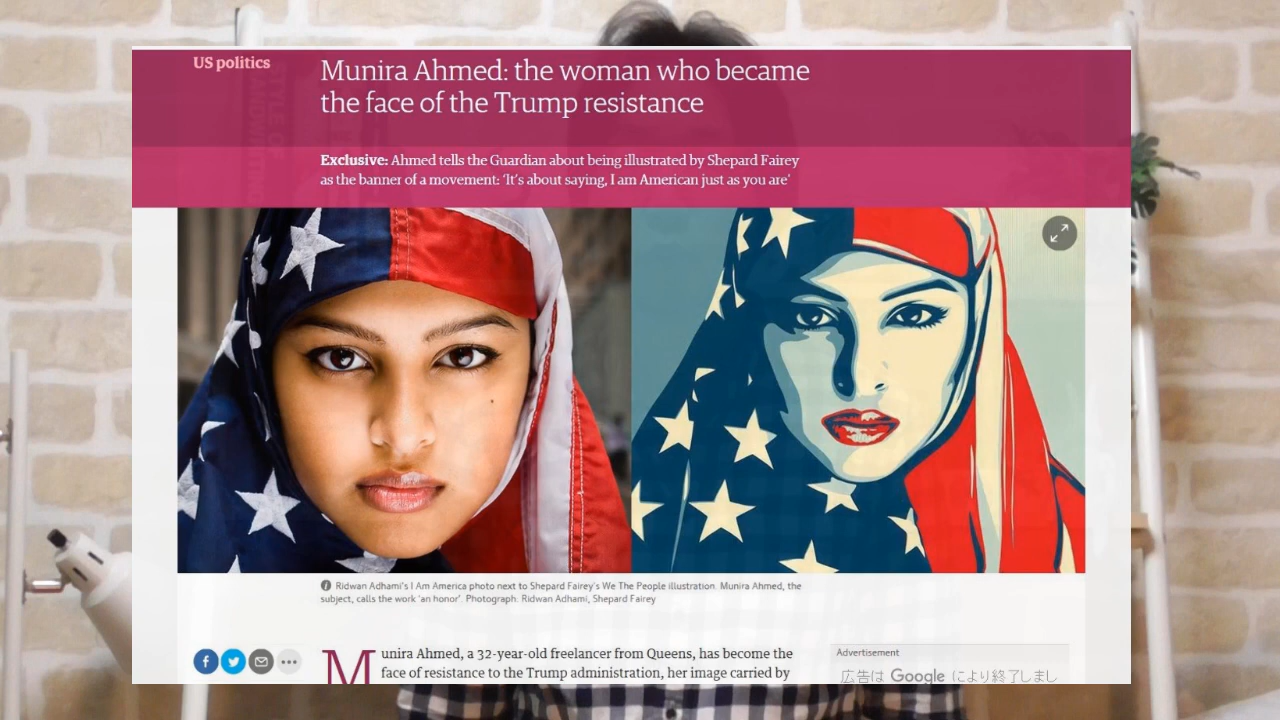 US politics
Munira Ahmed: the woman who became
the face of the Trump resistance
Exclusive: Ahmed tells the Guardian about being illustrated by Shepard Fairey
as the banner of a movement: ‘It’s about saying, I am American just as you are’
Ridwan Adhami's I Am America photo next to Shepard Fairey's We The People illustration. Munira Ahmed, the
subject, calls the work 'an honor'. Photograph: Ridwan Adhami, Shepard Fairey
Munira Ahmed, a 32-year-old freelancer from Queens, has become the
face of resistance to the Trump administration, her image carried by
Advertisement
広告は Google により終了しまし